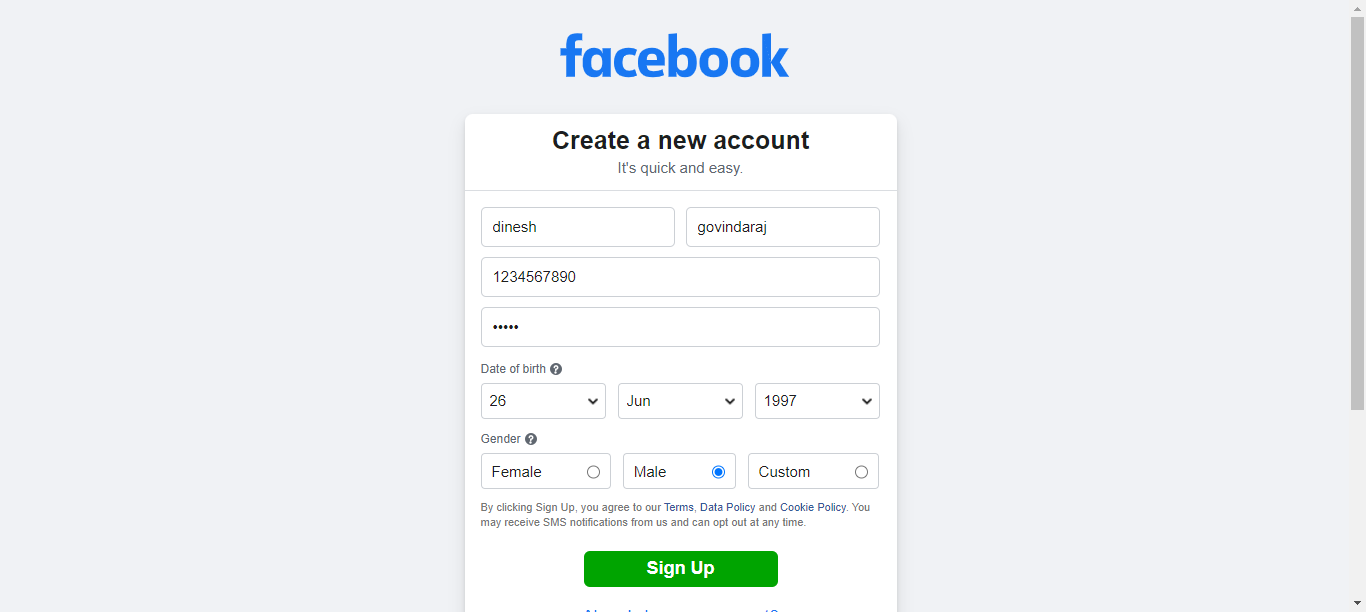 facebook
Create a new account
It's quick and easy.
dinesh govindaraj
1234567890
•••••
Date of birth ?
26 Jun 1997
Gender ?
Female Male Custom
By clicking Sign Up, you agree to our Terms, Data Policy and Cookie Policy. You
may receive SMS notifications from us and can opt out at any time.
Sign Up